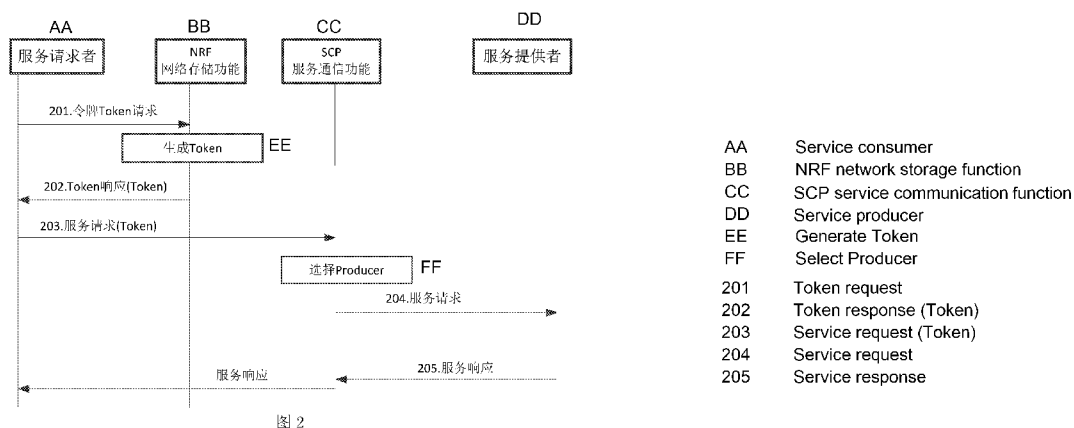 AA
BB
CC
DD
服务请求者
NRF
网络存储功能
SCP
服务通信功能
服务提供者
201.令牌Token请求
生成Token
EE
202.Token响应(Token)
203.服务请求(Token)
选择Producer
FF
204.服务请求
服务响应
205.服务响应
图 2
AA Service consumer
BB NRF network storage function
CC SCP service communication function
DD Service producer
EE Generate Token
FF Select Producer
201 Token request
202 Token response (Token)
203 Service request (Token)
204 Service request
205 Service response